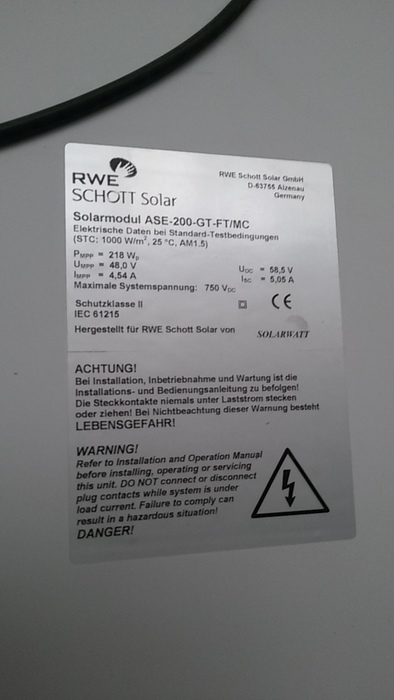 RWE
SCHOTT Solar
RWE Schott Solar GmbH
D-63755 Alzenau
Germany
Solarmodul ASE-200-GT-FT/MC
Elektrische Daten bei Standard-Testbedingungen
(STC: 1000 W/m², 25 °C, AM1.5)
PMPP = 218 Wp
UMPP = 48,0 V
IMPP = 4,54 A
UOC = 58,5 V
ISC = 5,05 A
Maximale Systemspannung: 750 VDC
Schutzklasse II
IEC 61215
CE
Hergestellt für RWE Schott Solar von
SOLARWATT
ACHTUNG!
Bei Installation, Inbetriebnahme und Wartung ist die
Installations- und Bedienungsanleitung zu befolgen!
Die Steckkontakte niemals unter Laststrom stecken
oder ziehen! Bei Nichtbeachtung dieser Warnung besteht
LEBENSGEFAHR!
WARNING!
Refer to Installation and Operation Manual
before installing, operating or servicing
this unit. DO NOT connect or disconnect
plug contacts while system is under
load current. Failure to comply can
result in a hazardous situation!
DANGER!